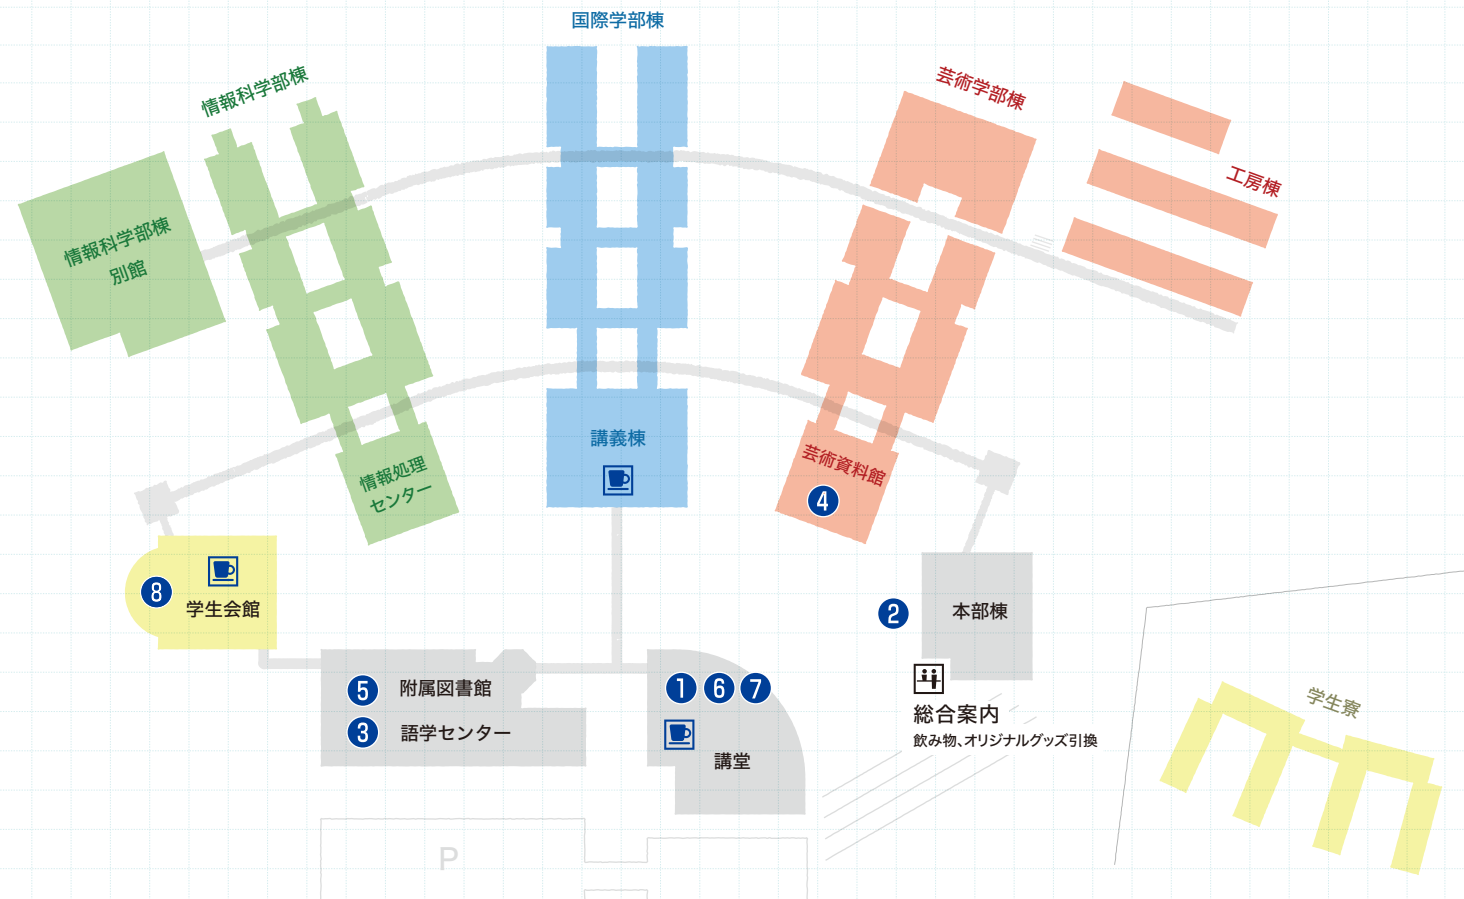 国際学部棟
情報科学部棟
芸術学部棟
工房棟
情報科学部棟
別館
講義棟
情報処理
センター
芸術資料館
4
8
学生会館
2
本部棟
5
附属図書館
3
語学センター
1 6 7
講堂
総合案内
飲み物、オリジナルグッズ引換
学生寮
P